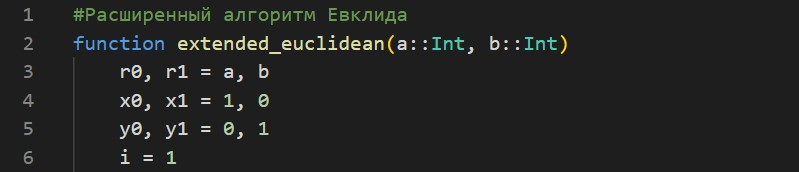 1 #Расширенный алгоритм Евклида
2 function extended_euclidean(a::Int, b::Int)
3     r0, r1 = a, b
4     x0, x1 = 1, 0
5     y0, y1 = 0, 1
6     i = 1